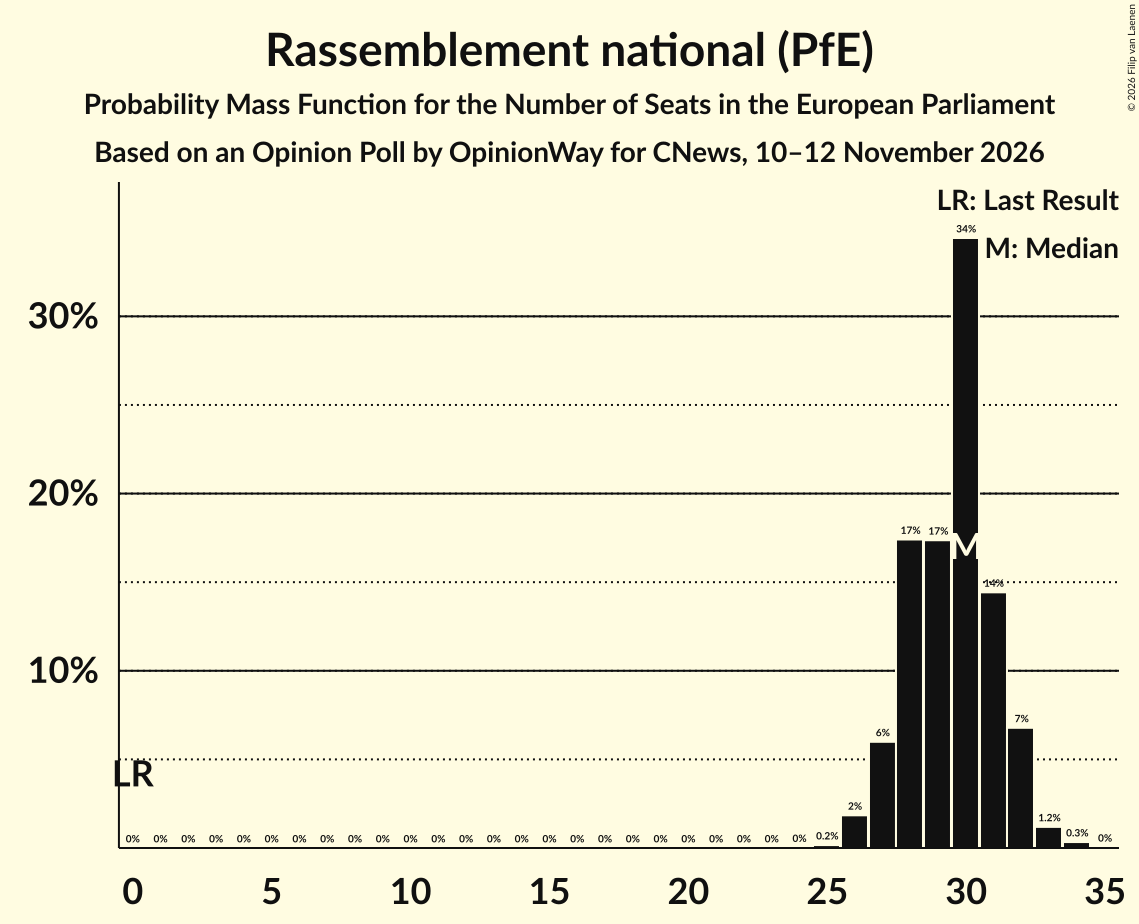 Rassemblement national (PfE)
Probability Mass Function for the Number of Seats in the European Parliament
Based on an Opinion Poll by OpinionWay for CNews, 10–12 November 2026
© 2026 Filip van Laenen
LR: Last Result
M: Median
34%
30%
20%
17% 17%
M
14%
10%
7%
6%
LR
2%
1.2%
0% 0% 0% 0% 0% 0% 0% 0% 0% 0% 0% 0% 0% 0% 0% 0% 0% 0% 0% 0% 0% 0% 0% 0% 0% 0.2% 0.3% 0%
0 5 10 15 20 25 30 35